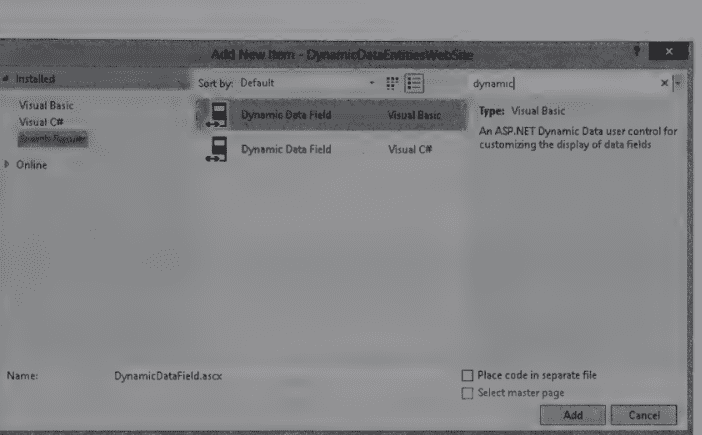 Add New Item - DynamicDataEntitiesWebSite
? ×
Installed
Sort by: Default
dynamic ×
Visual Basic
Visual C#
Search Results
Online
Dynamic Data Field Visual Basic
Dynamic Data Field Visual C#
Type: Visual Basic
An ASP.NET Dynamic Data user control for
customizing the display of data fields
Name: DynamicDataField.ascx
Place code in separate file
Select master page
Add Cancel